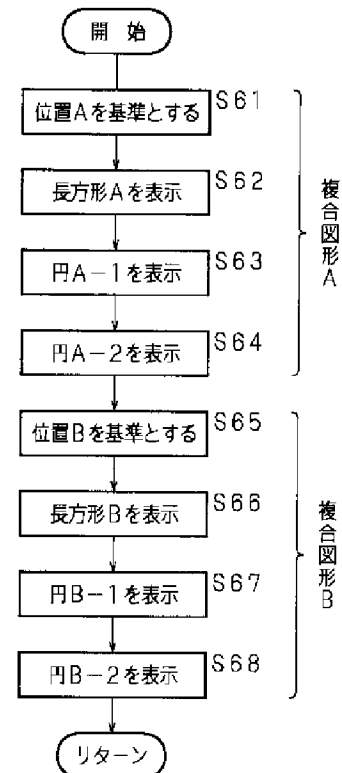 開始
位置Aを基準とする S61
長方形Aを表示 S62
円A－1を表示 S63
円A－2を表示 S64
複合図形A
位置Bを基準とする S65
長方形Bを表示 S66
円B－1を表示 S67
円B－2を表示 S68
複合図形B
リターン